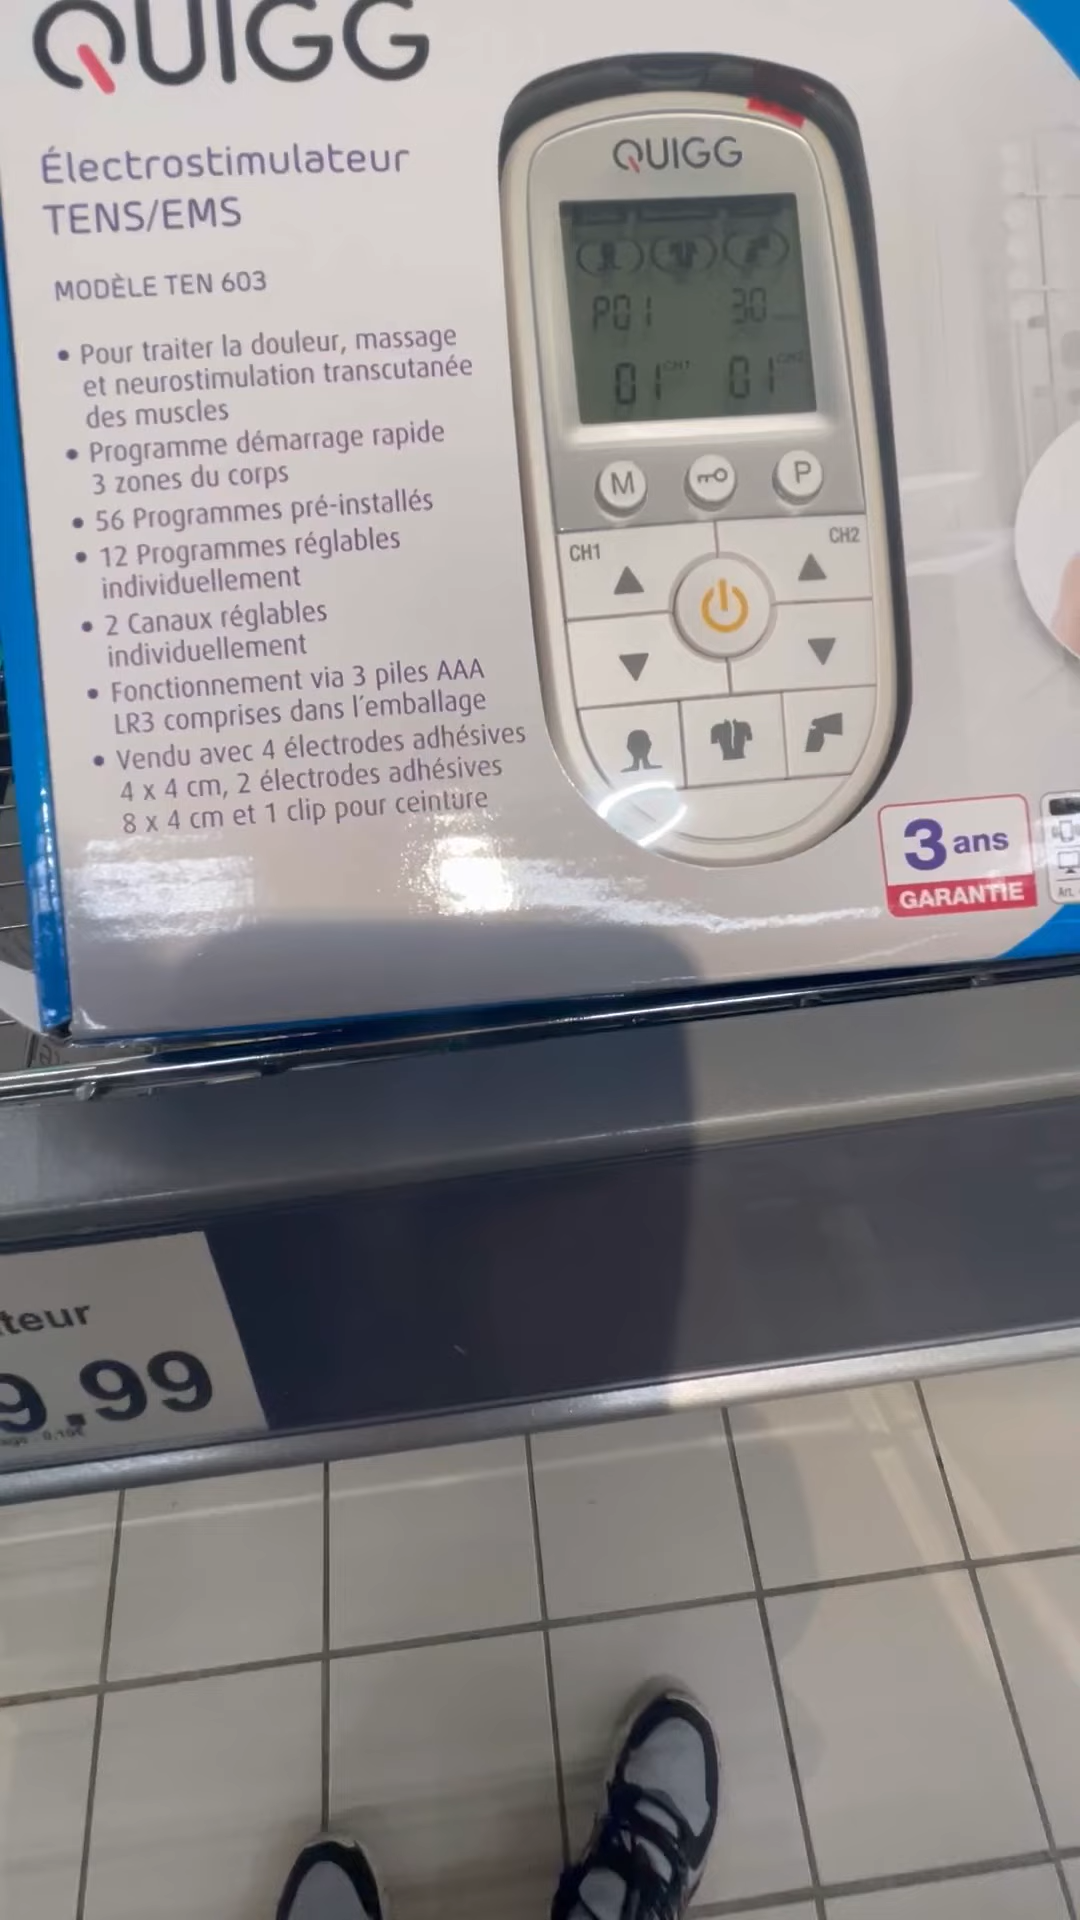 QUIGG
Électrostimulateur
TENS/EMS
MODÈLE TEN 603
• Pour traiter la douleur, massage
et neurostimulation transcutanée
des muscles
• Programme démarrage rapide
3 zones du corps
• 56 Programmes pré-installés
• 12 Programmes réglables
individuellement
• 2 Canaux réglables
individuellement
• Fonctionnement via 3 piles AAA
LR3 comprises dans l'emballage
• Vendu avec 4 électrodes adhésives
4 x 4 cm, 2 électrodes adhésives
8 x 4 cm et 1 clip pour ceinture
QUIGG
P01 30
01 CH1 01 CH2
M P
CH1 CH2
3 ans
GARANTIE
Art.
teur
9.99